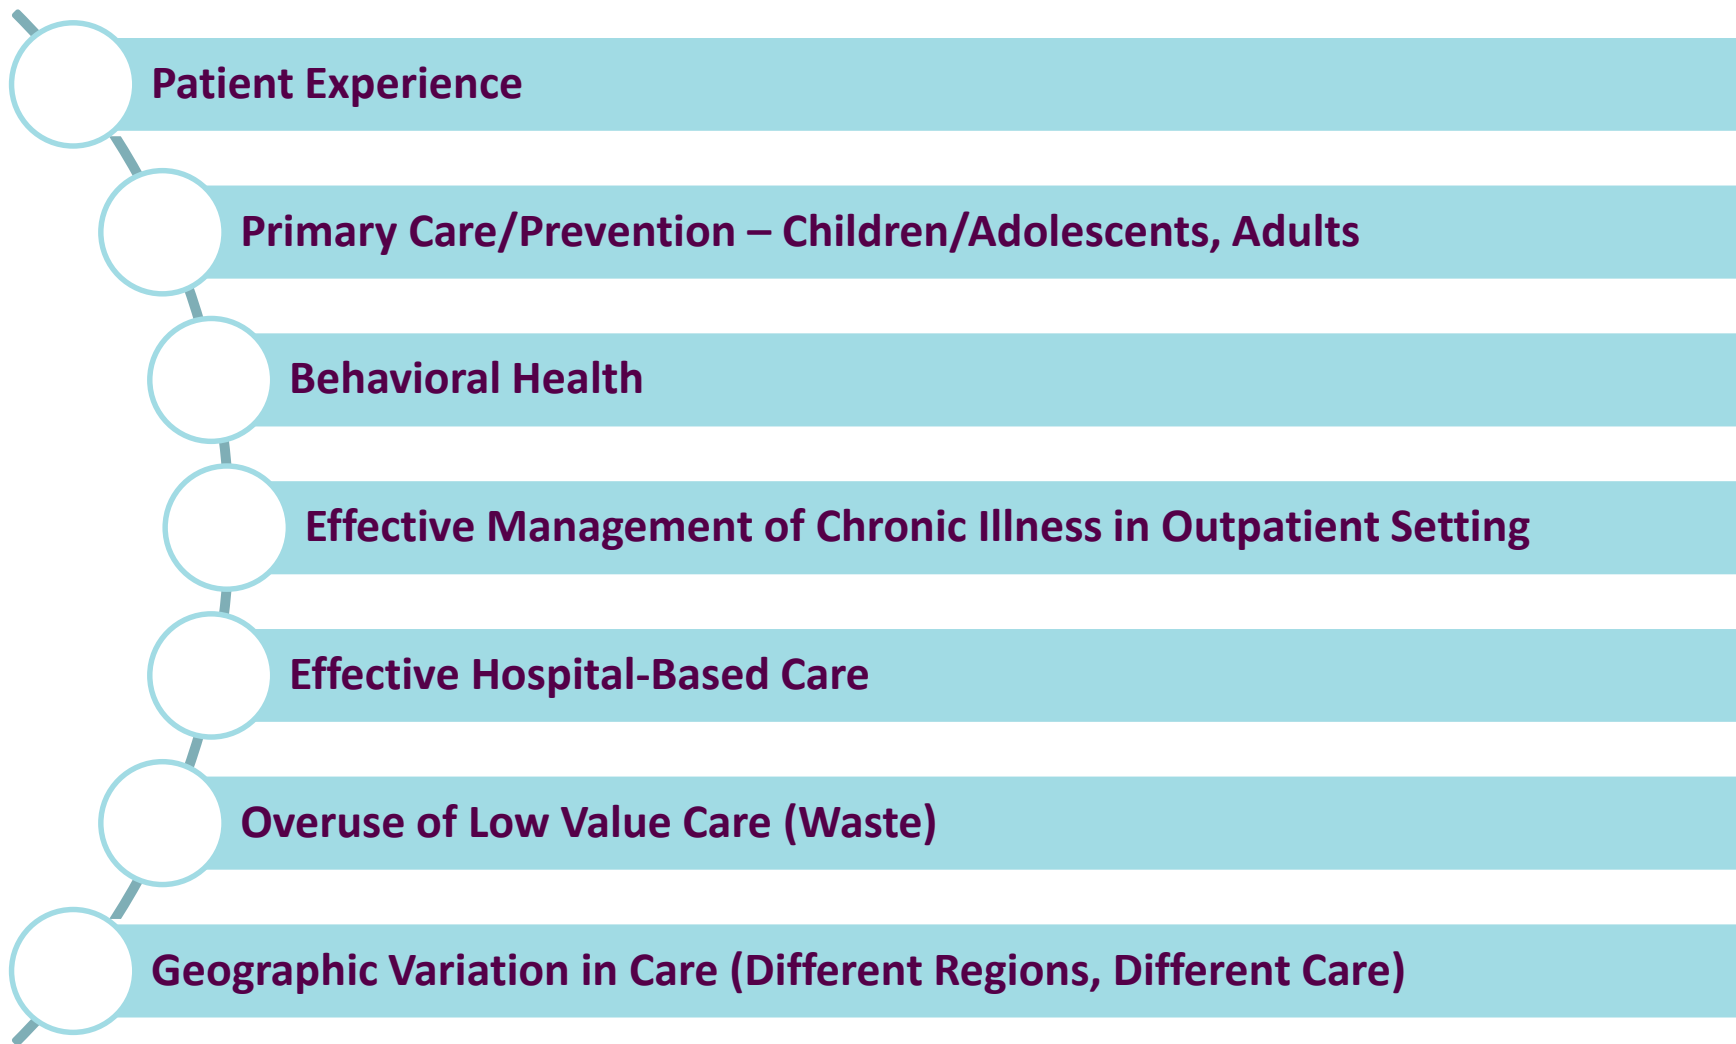 Patient Experience
Primary Care/Prevention – Children/Adolescents, Adults
Behavioral Health
Effective Management of Chronic Illness in Outpatient Setting
Effective Hospital-Based Care
Overuse of Low Value Care (Waste)
Geographic Variation in Care (Different Regions, Different Care)